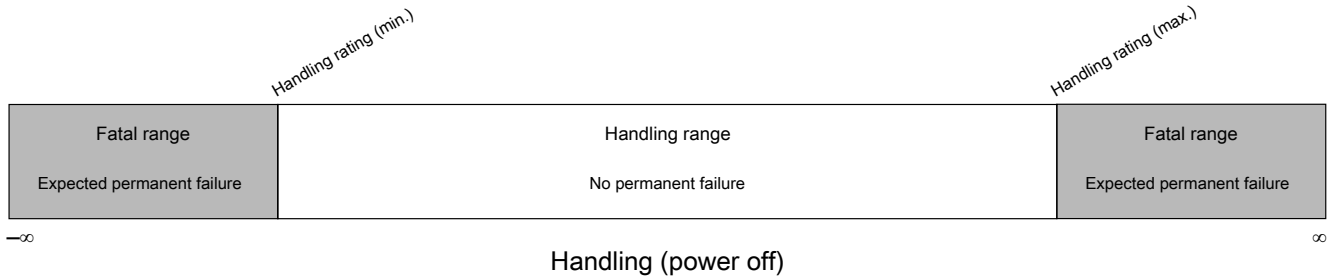 Handling rating (min.)
Handling rating (max.)
Fatal range
Handling range
Fatal range
Expected permanent failure
No permanent failure
Expected permanent failure
–∞
∞
Handling (power off)